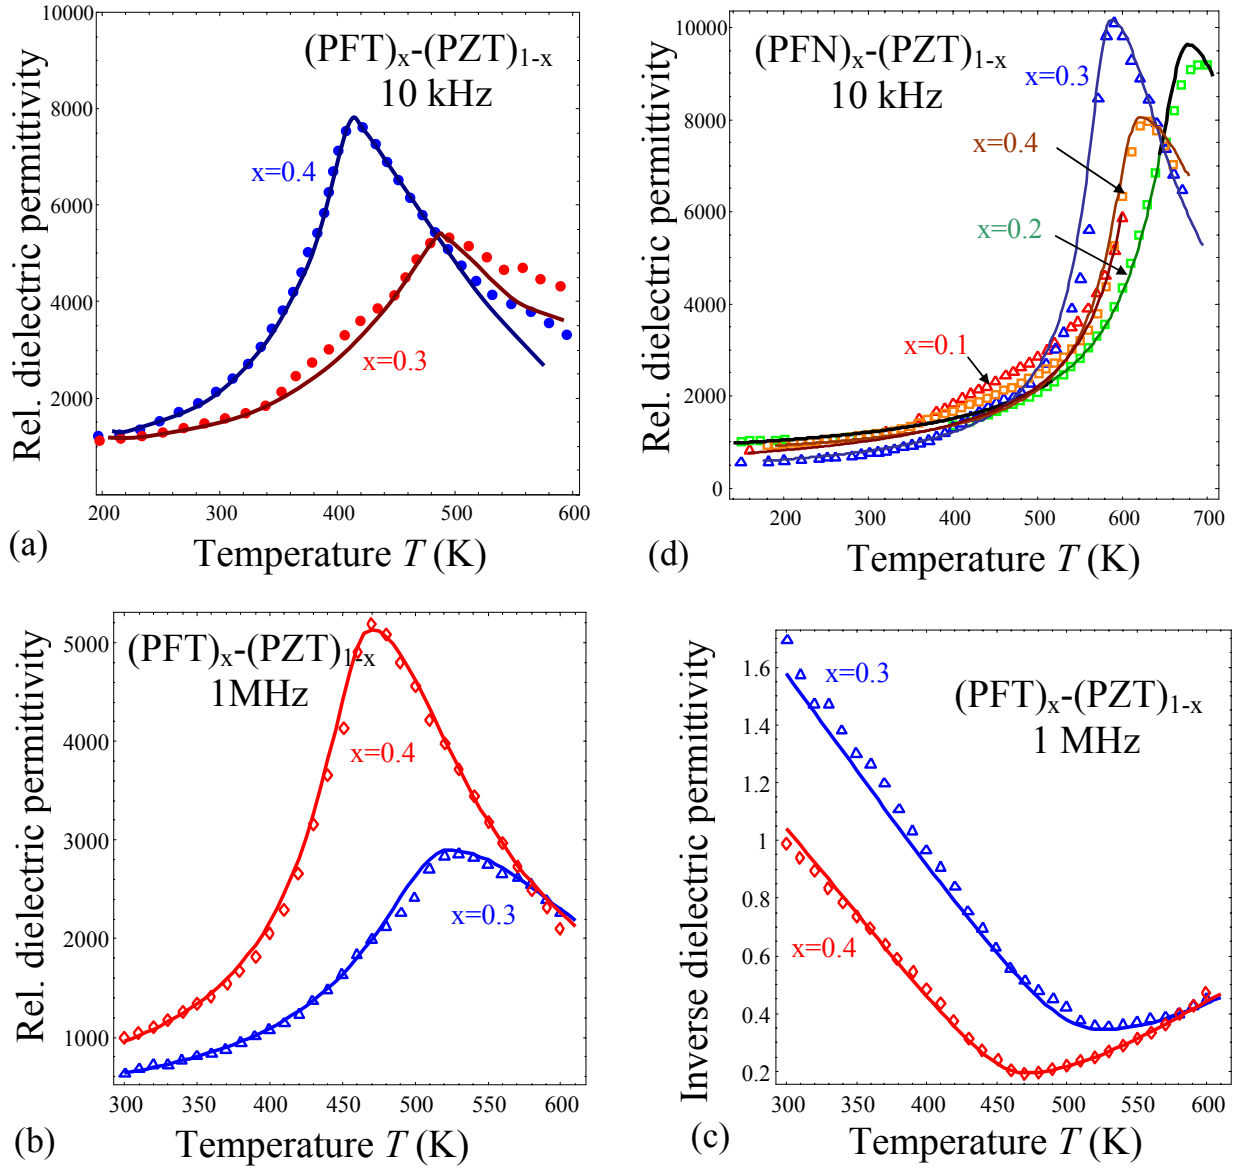 (a)
Rel. dielectric permittivity
10000
8000
6000
4000
2000
(PFT)x-(PZT)1-x
10 kHz
x=0.4
x=0.3
200
300
400
500
600
Temperature T (K)
(d)
Rel. dielectric permittivity
10000
8000
6000
4000
2000
0
(PFN)x-(PZT)1-x
10 kHz
x=0.3
x=0.4
x=0.2
x=0.1
200
300
400
500
600
700
Temperature T (K)
(b)
Rel. dielectric permittivity
5000
4000
3000
2000
1000
(PFT)x-(PZT)1-x
1MHz
x=0.4
x=0.3
300
350
400
450
500
550
600
Temperature T (K)
(c)
Inverse dielectric permittivity
1.6
1.4
1.2
1
0.8
0.6
0.4
0.2
x=0.3
(PFT)x-(PZT)1-x
1 MHz
x=0.4
300
350
400
450
500
550
600
Temperature T (K)